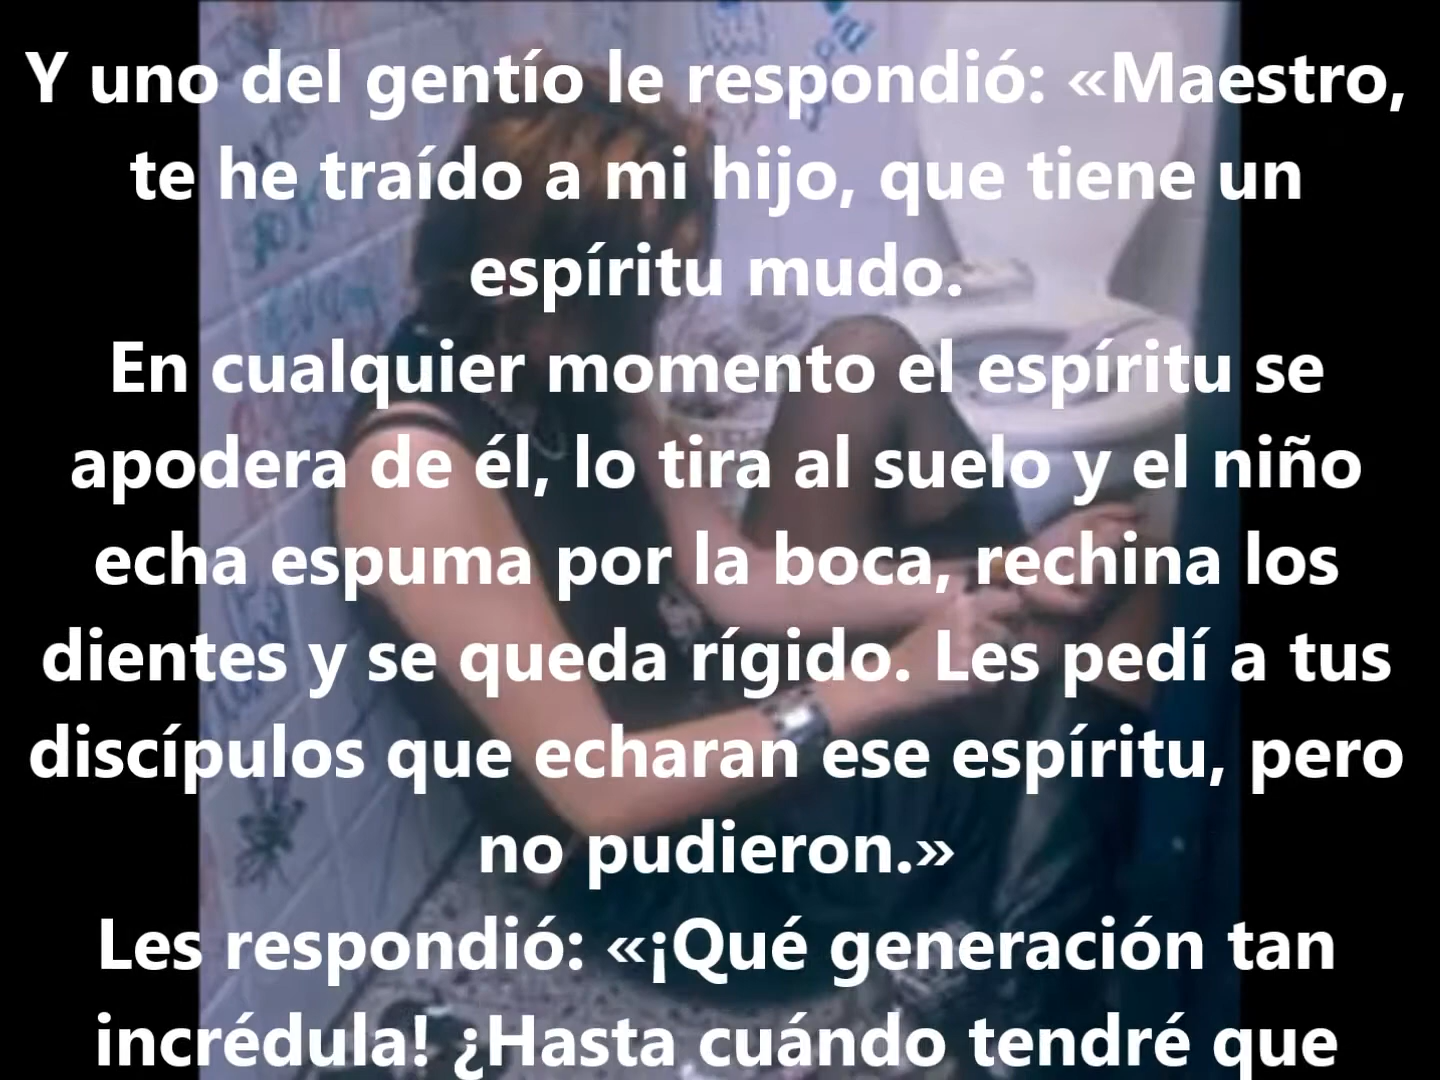 Y uno del gentío le respondió: «Maestro,
te he traído a mi hijo, que tiene un
espíritu mudo.
En cualquier momento el espíritu se
apodera de él, lo tira al suelo y el niño
echa espuma por la boca, rechina los
dientes y se queda rígido. Les pedí a tus
discípulos que echaran ese espíritu, pero
no pudieron.»
Les respondió: «¡Qué generación tan
incrédula! ¿Hasta cuándo tendré que